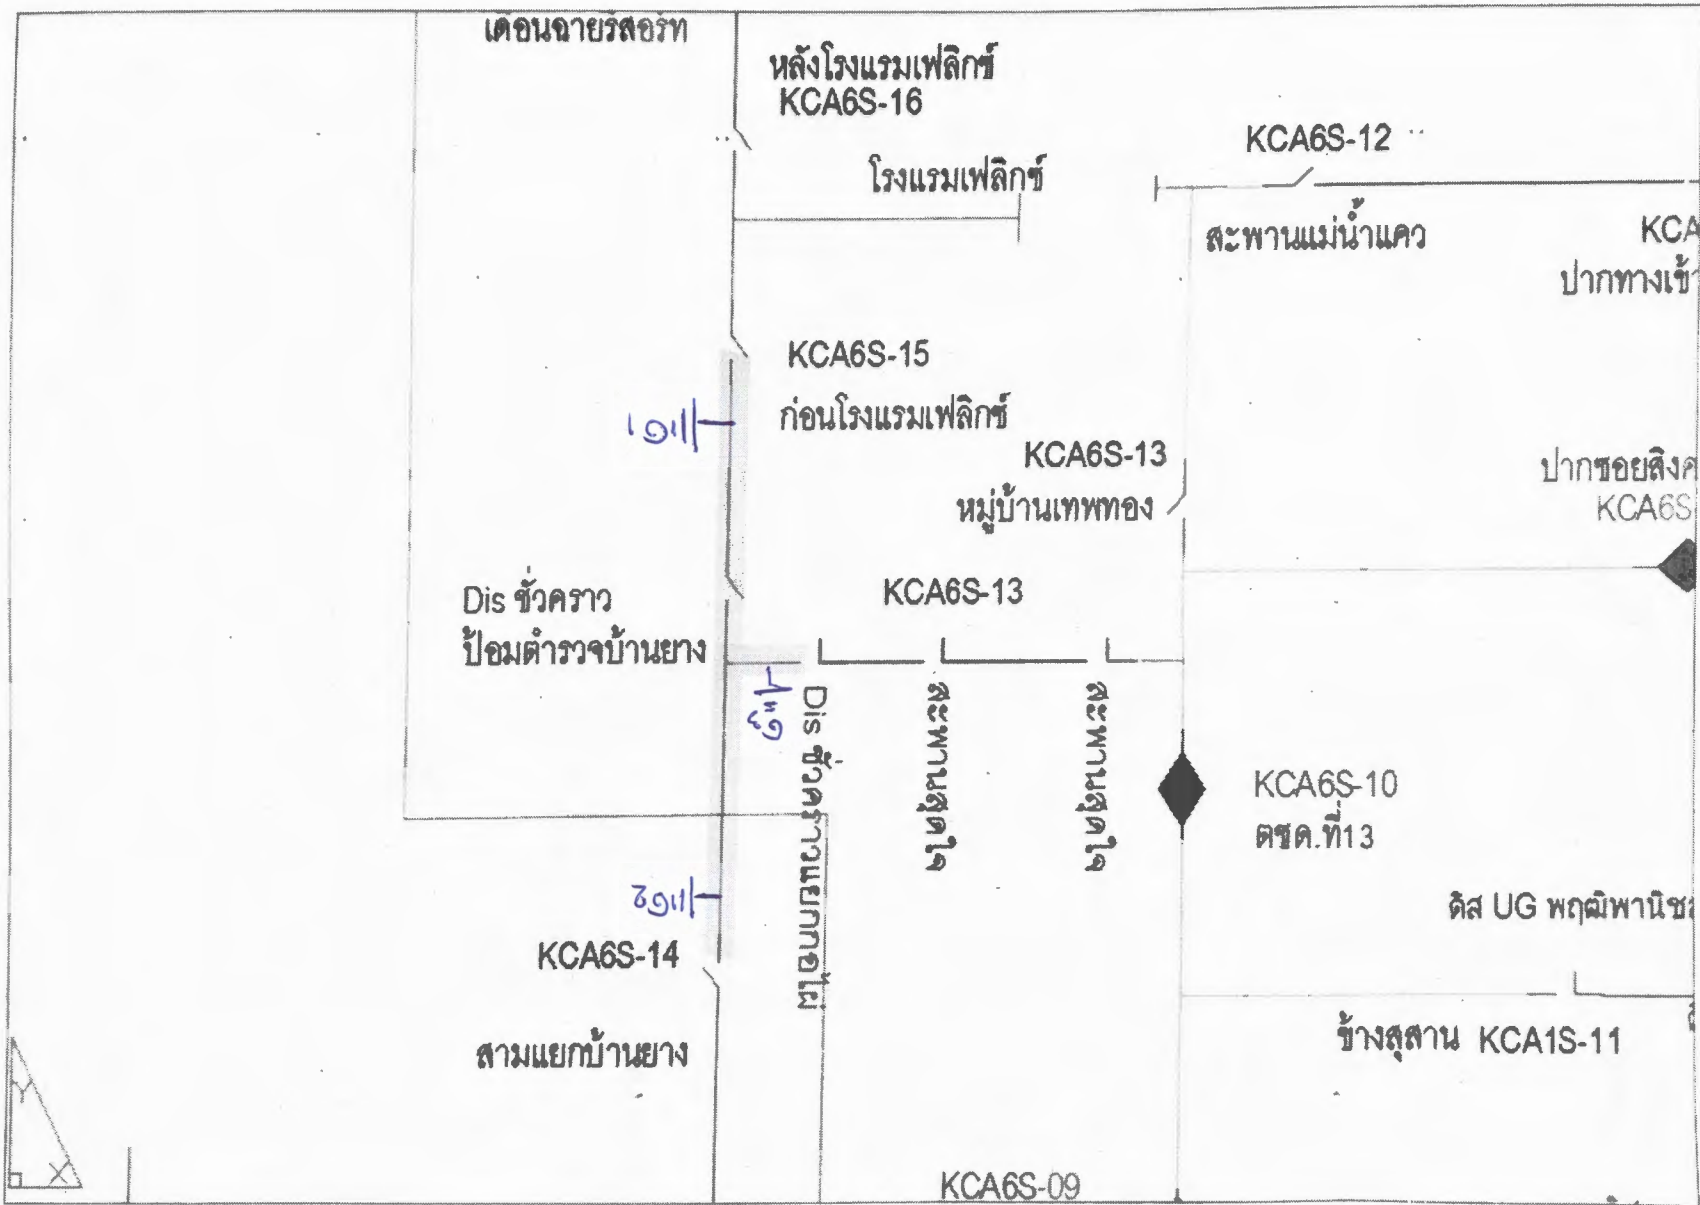 เดือนฉายรีสอร์ท
หลังโรงแรมเฟลิกซ์
KCA6S-16
โรงแรมเฟลิกซ์
KCA6S-12
สะพานแม่น้ำแคว
KCA
ปากทางเข้า
KCA6S-15
ก่อนโรงแรมเฟลิกซ์
KCA6S-13
หมู่บ้านเทพทอง
ปากซอยสิงค
KCA6S
Dis ชั่วคราว
ป้อมตำรวจบ้านยาง
KCA6S-13
Dis ชั่วคราวแยกกอไผ่
สะพานสุดใจ
สะพานสุดใจ
KCA6S-10
ตชด.ที่13
ดิส UG พฤฒิพานิช
KCA6S-14
สามแยกบ้านยาง
ข้างสุสาน KCA1S-11
Y
X
KCA6S-09